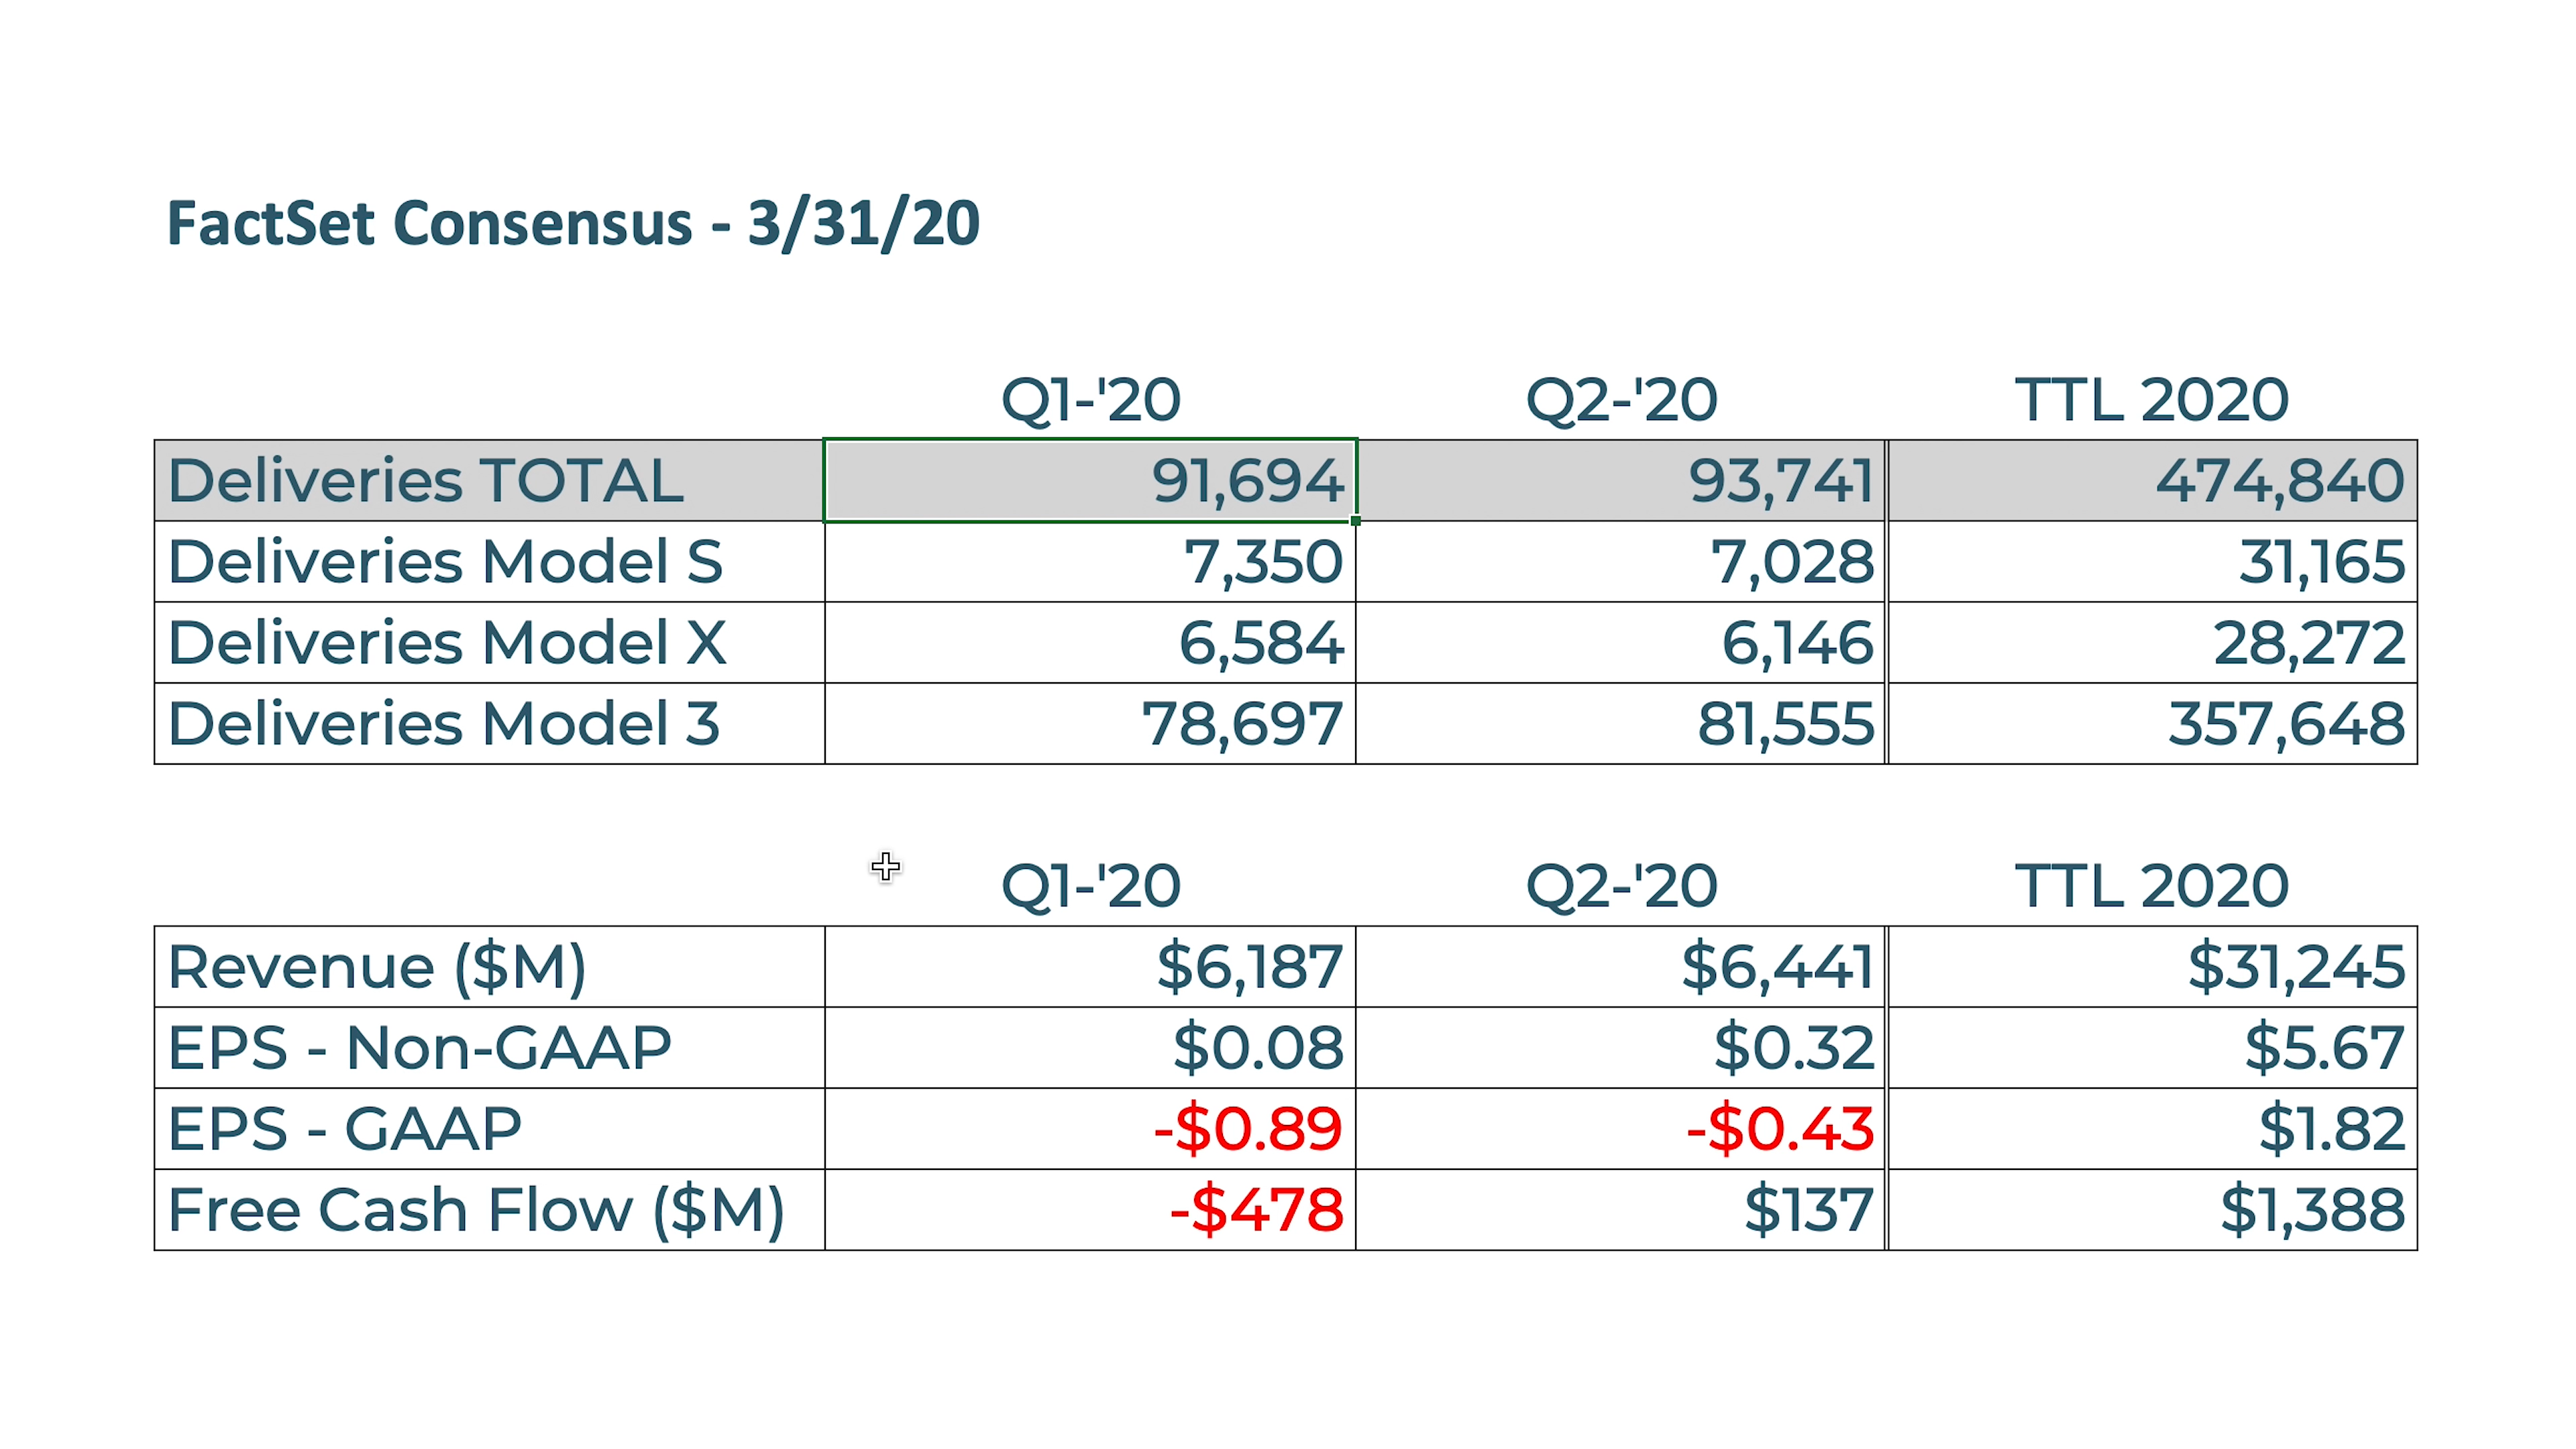 FactSet Consensus - 3/31/20
Q1-'20 Q2-'20 TTL 2020
Deliveries TOTAL 91,694 93,741 474,840
Deliveries Model S 7,350 7,028 31,165
Deliveries Model X 6,584 6,146 28,272
Deliveries Model 3 78,697 81,555 357,648
Q1-'20 Q2-'20 TTL 2020
Revenue ($M) $6,187 $6,441 $31,245
EPS - Non-GAAP $0.08 $0.32 $5.67
EPS - GAAP -$0.89 -$0.43 $1.82
Free Cash Flow ($M) -$478 $137 $1,388